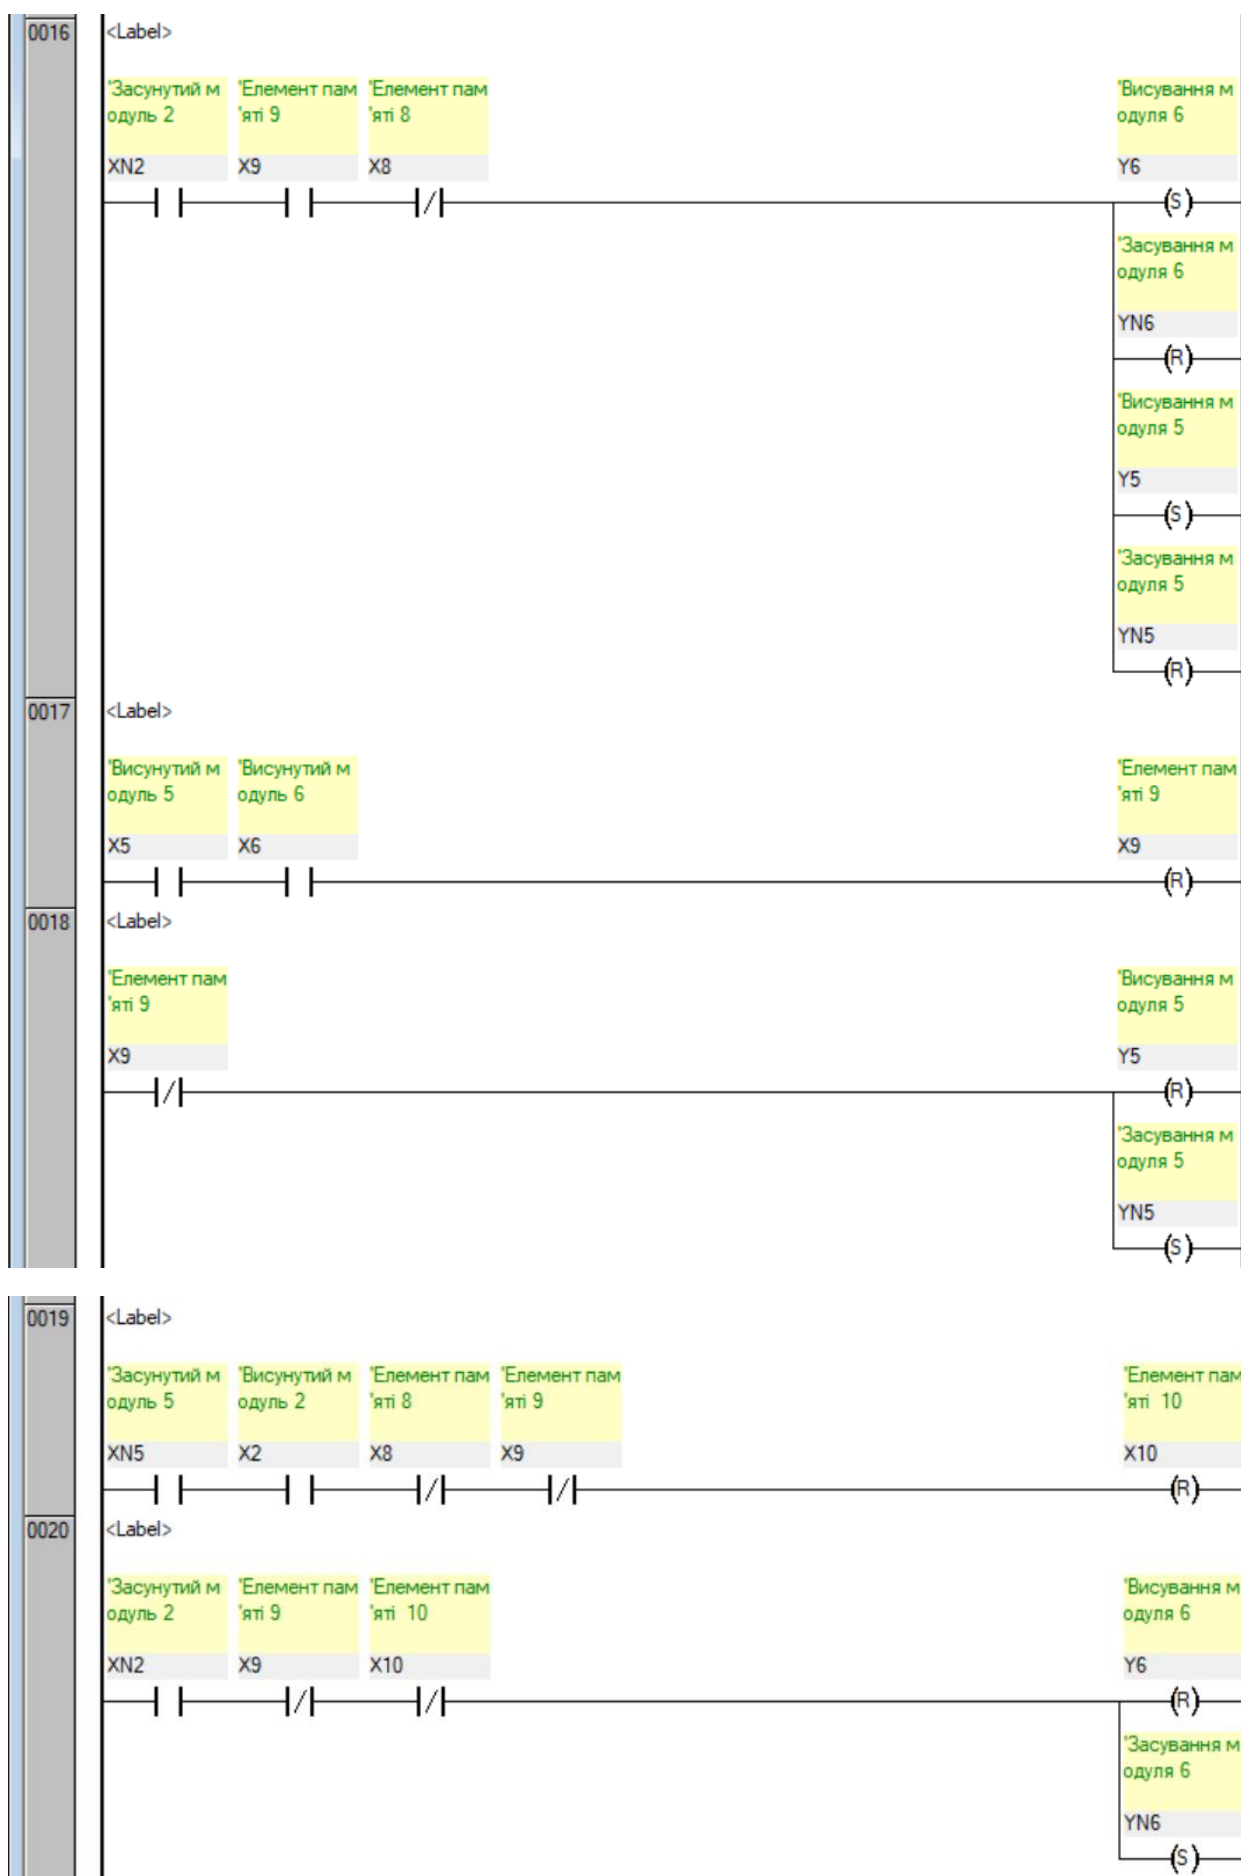 0016
<Label>
'Засунутий м 'Елемент пам 'Елемент пам 'Висування м
одуль 2 'яті 9 'яті 8 одуля 6
XN2 X9 X8 Y6
(S)
'Засування м
одуля 6
YN6
(R)
'Висування м
одуля 5
Y5
(S)
'Засування м
одуля 5
YN5
(R)
0017
<Label>
'Висунутий м 'Висунутий м 'Елемент пам
одуль 5 одуль 6 'яті 9
X5 X6 X9
(R)
0018
<Label>
'Елемент пам 'Висування м
'яті 9 одуля 5
X9 Y5
(R)
'Засування м
одуля 5
YN5
(S)
0019
<Label>
'Засунутий м 'Висунутий м 'Елемент пам 'Елемент пам 'Елемент пам
одуль 5 одуль 2 'яті 8 'яті 9 'яті 10
XN5 X2 X8 X9 X10
(R)
0020
<Label>
'Засунутий м 'Елемент пам 'Елемент пам 'Висування м
одуль 2 'яті 9 'яті 10 одуля 6
XN2 X9 X10 Y6
(R)
'Засування м
одуля 6
YN6
(S)